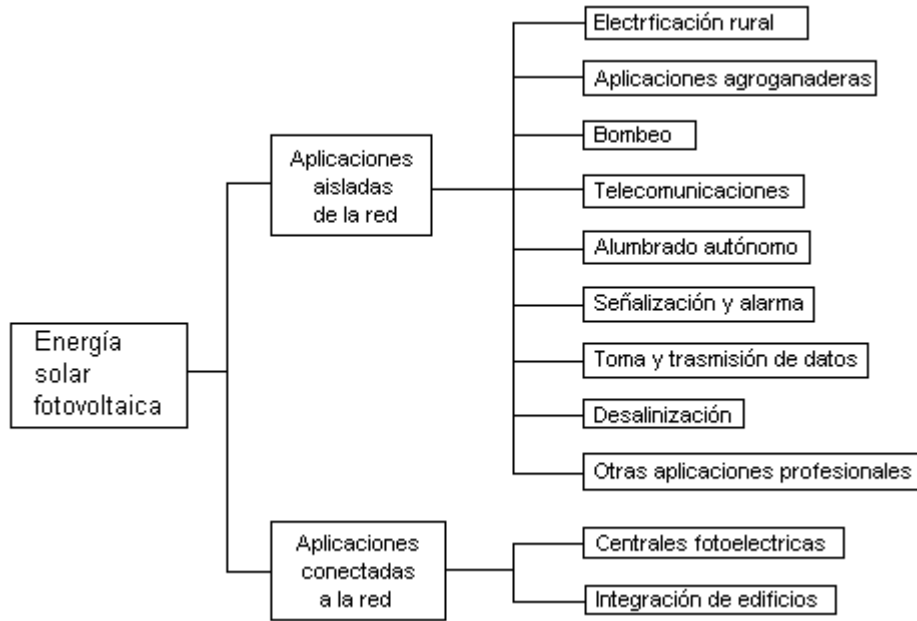 Energía
solar
fotovoltaica
Aplicaciones
aisladas
de la red
Electrficación rural
Aplicaciones agroganaderas
Bombeo
Telecomunicaciones
Alumbrado autónomo
Señalización y alarma
Toma y trasmisión de datos
Desalinización
Otras aplicaciones profesionales
Aplicaciones
conectadas
a la red
Centrales fotoelectricas
Integración de edificios